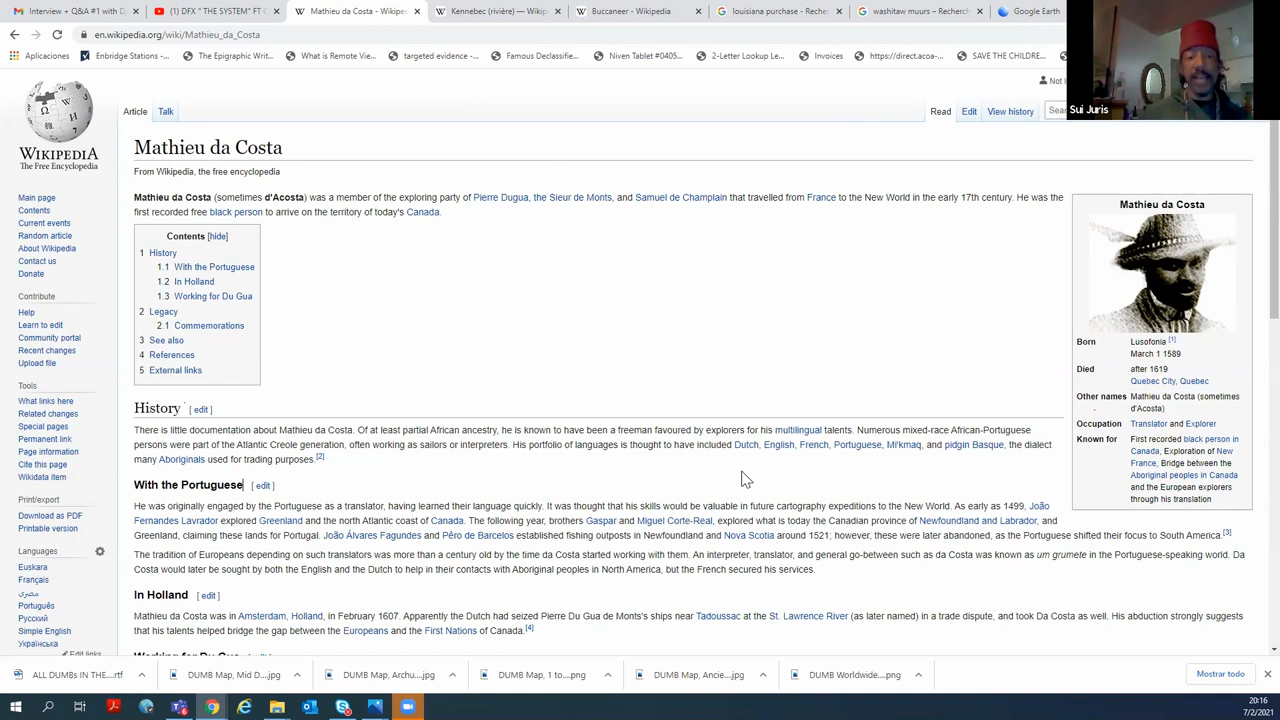 Interview + Q&A #1 with D
(1) DFX " THE SYSTEM" FT C
Mathieu da Costa - Wikipe
Kennebec (rivière) — Wikip
Buccaneer - Wikipedia
louisiana purchase - Reche
washitaw muurs - Recherch
Google Earth
en.wikipedia.org/wiki/Mathieu_da_Costa
Aplicaciones
Enbridge Stations -...
The Epigraphic Writ...
What is Remote Vie...
targeted evidence -...
Famous Declassifie...
Niven Tablet #0405...
2-Letter Lookup Le...
Invoices
https://direct.acoa-...
SAVE THE CHILDRE...
Sui Juris
WIKIPEDIA
The Free Encyclopedia
Main page
Contents
Current events
Random article
About Wikipedia
Contact us
Donate
Contribute
Help
Learn to edit
Community portal
Recent changes
Upload file
Tools
What links here
Related changes
Special pages
Permanent link
Page information
Cite this page
Wikidata item
Print/export
Download as PDF
Printable version
Languages
Euskara
Français
مصرى
Português
Русский
Simple English
Українська
Edit links
Article
Talk
Read
Edit
View history
Not
Mathieu da Costa
From Wikipedia, the free encyclopedia
Mathieu da Costa (sometimes d'Acosta) was a member of the exploring party of Pierre Dugua, the Sieur de Monts, and Samuel de Champlain that travelled from France to the New World in the early 17th century. He was the
first recorded free black person to arrive on the territory of today's Canada.
Contents [hide]
1 History
1.1 With the Portuguese
1.2 In Holland
1.3 Working for Du Gua
2 Legacy
2.1 Commemorations
3 See also
4 References
5 External links
Mathieu da Costa
Born Lusofonia [1]
March 1 1589
Died after 1619
Quebec City, Quebec
Other names Mathieu da Costa (sometimes
d'Acosta)
Occupation Translator and Explorer
Known for First recorded black person in
Canada, Exploration of New
France, Bridge between the
Aboriginal peoples in Canada
and the European explorers
through his translation
History [ edit ]
There is little documentation about Mathieu da Costa. Of at least partial African ancestry, he is known to have been a freeman favoured by explorers for his multilingual talents. Numerous mixed-race African-Portuguese
persons were part of the Atlantic Creole generation, often working as sailors or interpreters. His portfolio of languages is thought to have included Dutch, English, French, Portuguese, Mi'kmaq, and pidgin Basque, the dialect
many Aboriginals used for trading purposes.[2]
With the Portuguese [ edit ]
He was originally engaged by the Portuguese as a translator, having learned their language quickly. It was thought that his skills would be valuable in future cartography expeditions to the New World. As early as 1499, João
Fernandes Lavrador explored Greenland and the north Atlantic coast of Canada. The following year, brothers Gaspar and Miguel Corte-Real, explored what is today the Canadian province of Newfoundland and Labrador, and
Greenland, claiming these lands for Portugal. João Álvares Fagundes and Pêro de Barcelos established fishing outposts in Newfoundland and Nova Scotia around 1521; however, these were later abandoned, as the Portuguese shifted their focus to South America.[3]
The tradition of Europeans depending on such translators was more than a century old by the time da Costa started working with them. An interpreter, translator, and general go-between such as da Costa was known as um grumete in the Portuguese-speaking world. Da
Costa would later be sought by both the English and the Dutch to help in their contacts with Aboriginal peoples in North America, but the French secured his services.
In Holland [ edit ]
Mathieu da Costa was in Amsterdam, Holland, in February 1607. Apparently the Dutch had seized Pierre Du Gua de Monts's ships near Tadoussac at the St. Lawrence River (as later named) in a trade dispute, and took Da Costa as well. His abduction strongly suggests
that his talents helped bridge the gap between the Europeans and the First Nations of Canada.[4]
ALL DUMBs IN THE....rtf
DUMB Map, Mid D....jpg
DUMB Map, Archu....jpg
DUMB Map, 1 to....png
DUMB Map, Ancie....jpg
DUMB Worldwide....png
Mostrar todo
20:16
7/2/2021